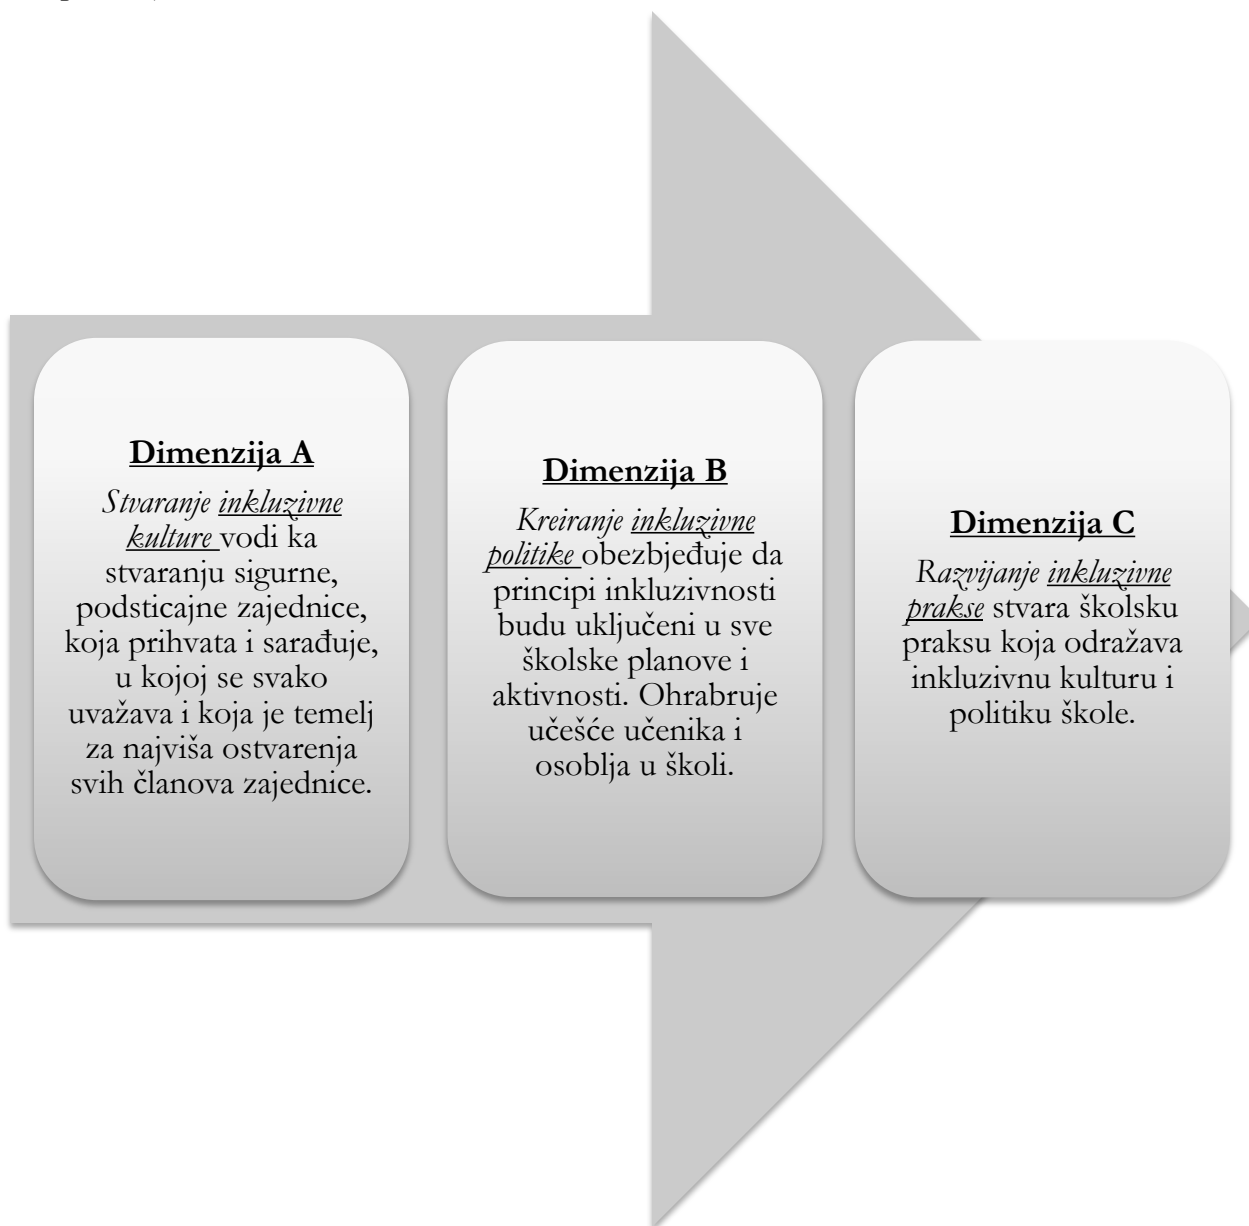 Dimenzija A
Stvaranje inkluzivne
kulture vodi ka
stvaranju sigurne,
podsticajne zajednice,
koja prihvata i sarađuje,
u kojoj se svako
uvažava i koja je temelj
za najviša ostvarenja
svih članova zajednice.
Dimenzija B
Kreiranje inkluzivne
politike obezbjeđuje da
principi inkluzivnosti
budu uključeni u sve
školske planove i
aktivnosti. Ohrabruje
učešće učenika i
osoblja u školi.
Dimenzija C
Razvijanje inkluzivne
prakse stvara školsku
praksu koja odražava
inkluzivnu kulturu i
politiku škole.